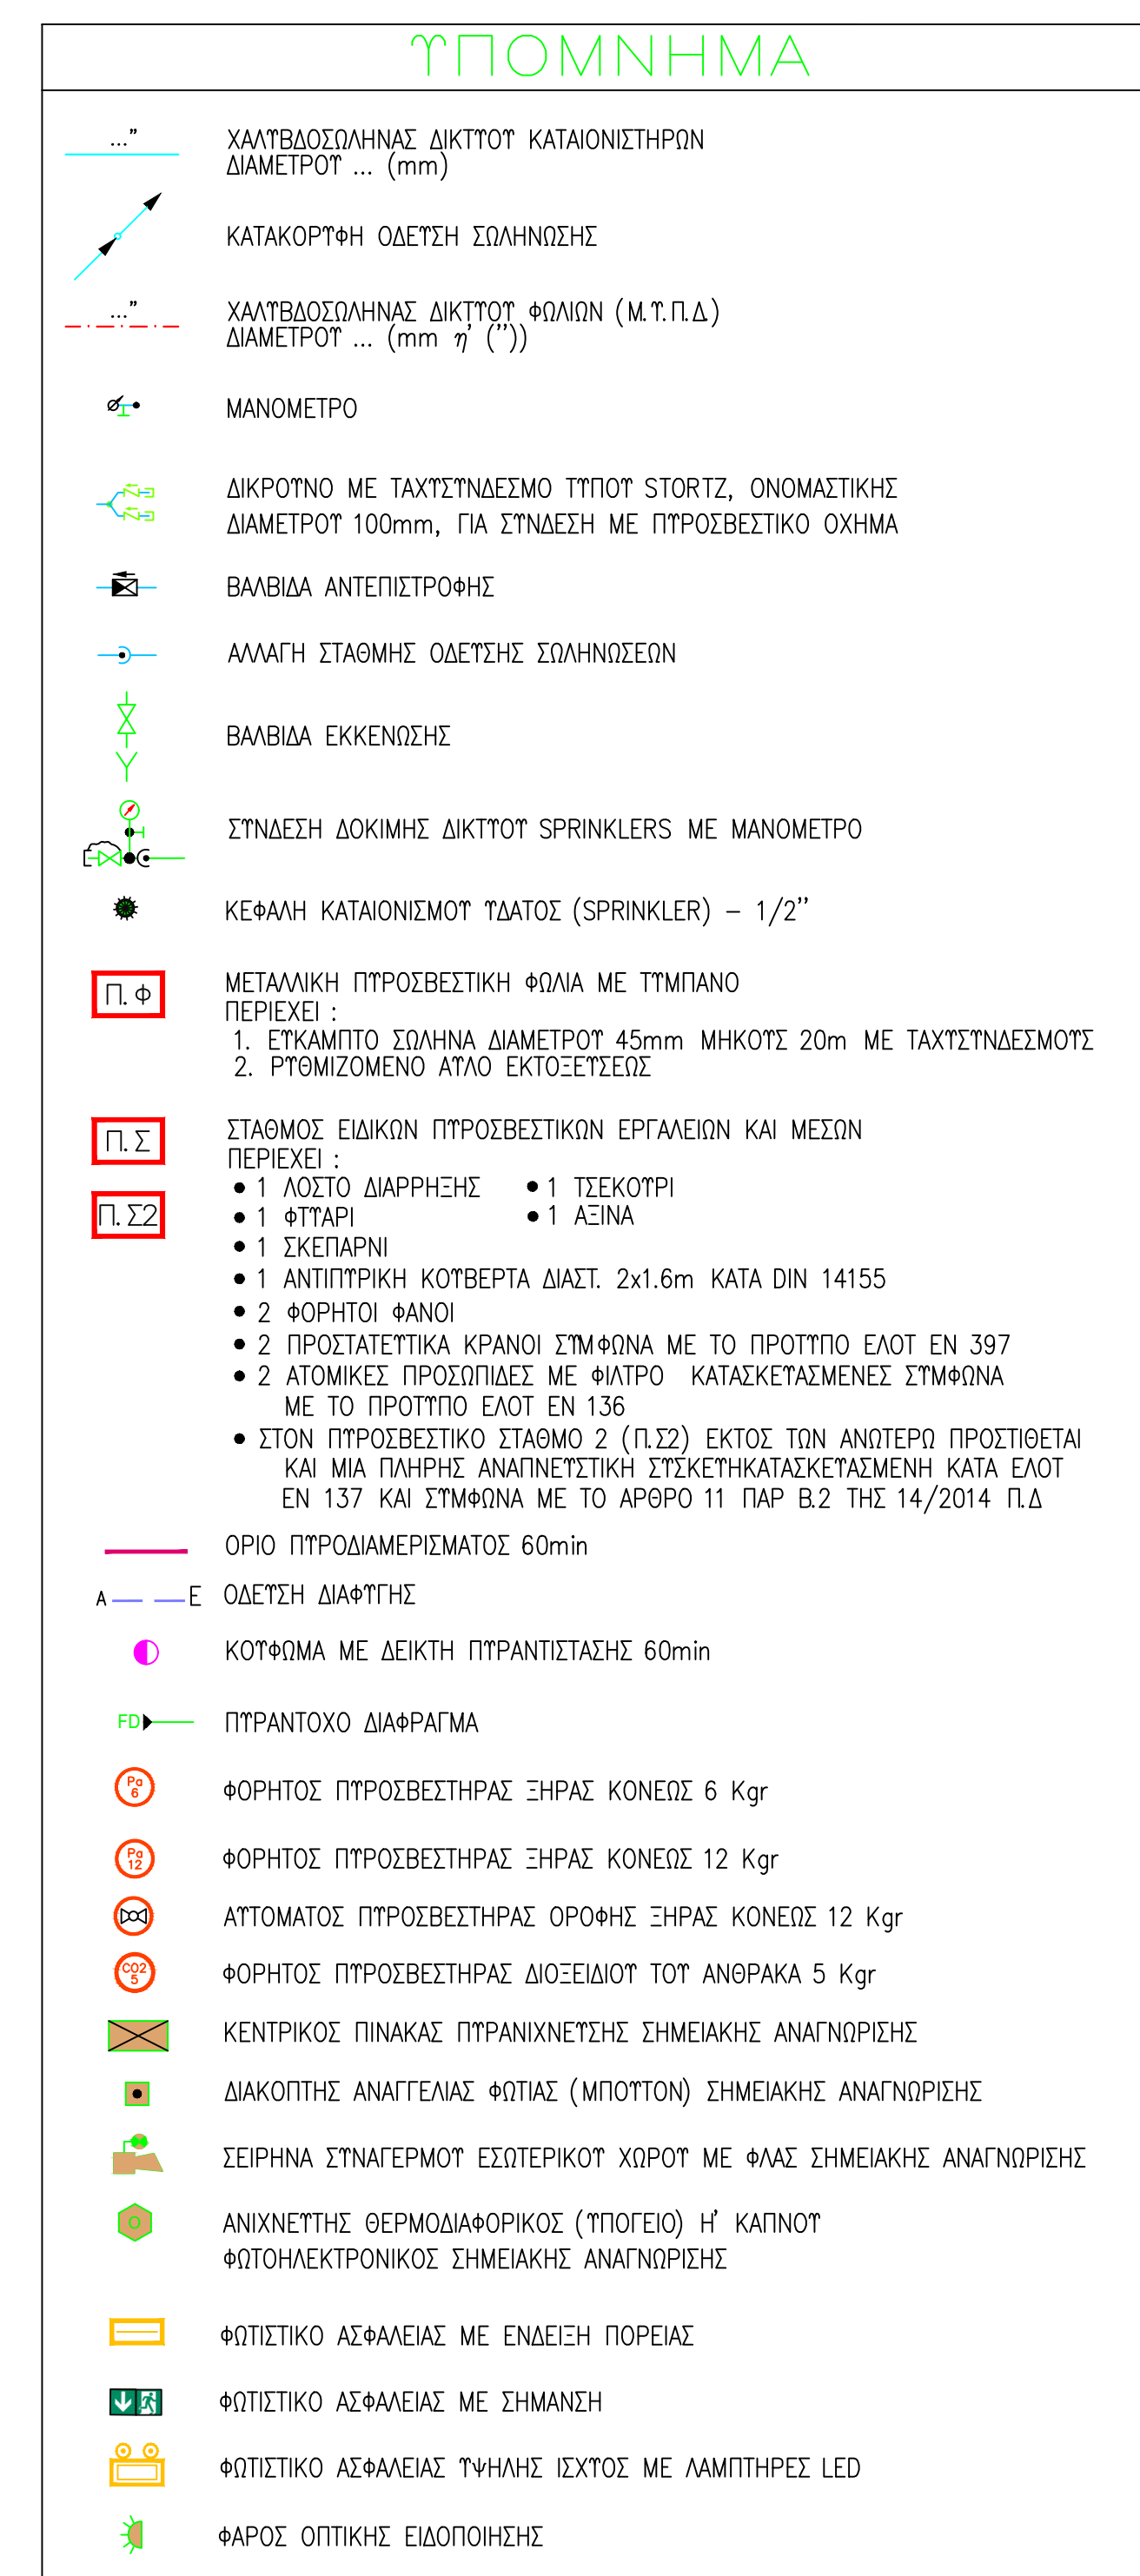 ΥΠΟΜΝΗΜΑ
...”
ΧΑΛΥΒΔΟΣΩΛΗΝΑΣ ΔΙΚΤΥΟΥ ΚΑΤΑΙΟΝΙΣΤΗΡΩΝ
ΔΙΑΜΕΤΡΟΥ ... (mm)
ΚΑΤΑΚΟΡΥΦΗ ΟΔΕΥΣΗ ΣΩΛΗΝΩΣΗΣ
...”
ΧΑΛΥΒΔΟΣΩΛΗΝΑΣ ΔΙΚΤΥΟΥ ΦΩΛΙΩΝ (Μ.Υ.Π.Δ.)
ΔΙΑΜΕΤΡΟΥ ... (mm η' (''))
ΜΑΝΟΜΕΤΡΟ
ΔΙΚΡΟΥΝΟ ΜΕ ΤΑΧΥΣΥΝΔΕΣΜΟ ΤΥΠΟΥ STORTZ, ΟΝΟΜΑΣΤΙΚΗΣ
ΔΙΑΜΕΤΡΟΥ 100mm, ΓΙΑ ΣΥΝΔΕΣΗ ΜΕ ΠΥΡΟΣΒΕΣΤΙΚΟ ΟΧΗΜΑ
ΒΑΛΒΙΔΑ ΑΝΤΕΠΙΣΤΡΟΦΗΣ
ΑΛΛΑΓΗ ΣΤΑΘΜΗΣ ΟΔΕΥΣΗΣ ΣΩΛΗΝΩΣΕΩΝ
ΒΑΛΒΙΔΑ ΕΚΚΕΝΩΣΗΣ
ΣΥΝΔΕΣΗ ΔΟΚΙΜΗΣ ΔΙΚΤΥΟΥ SPRINKLERS ΜΕ ΜΑΝΟΜΕΤΡΟ
ΚΕΦΑΛΗ ΚΑΤΑΙΟΝΙΣΜΟΥ ΥΔΑΤΟΣ (SPRINKLER) – 1/2''
Π.Φ
ΜΕΤΑΛΛΙΚΗ ΠΥΡΟΣΒΕΣΤΙΚΗ ΦΩΛΙΑ ΜΕ ΤΥΜΠΑΝΟ
ΠΕΡΙΕΧΕΙ :
1. ΕΥΚΑΜΠΤΟ ΣΩΛΗΝΑ ΔΙΑΜΕΤΡΟΥ 45mm ΜΗΚΟΥΣ 20m ΜΕ ΤΑΧΥΣΥΝΔΕΣΜΟΥΣ
2. ΡΥΘΜΙΖΟΜΕΝΟ ΑΥΛΟ ΕΚΤΟΞΕΥΣΕΩΣ
Π.Σ
ΣΤΑΘΜΟΣ ΕΙΔΙΚΩΝ ΠΥΡΟΣΒΕΣΤΙΚΩΝ ΕΡΓΑΛΕΙΩΝ ΚΑΙ ΜΕΣΩΝ
ΠΕΡΙΕΧΕΙ :
Π.Σ2
● 1 ΛΟΣΤΟ ΔΙΑΡΡΗΞΗΣ ● 1 ΤΣΕΚΟΥΡΙ
● 1 ΦΤΥΑΡΙ ● 1 ΑΞΙΝΑ
● 1 ΣΚΕΠΑΡΝΙ
● 1 ΑΝΤΙΠΥΡΙΚΗ ΚΟΥΒΕΡΤΑ ΔΙΑΣΤ. 2x1.6m ΚΑΤΑ DIN 14155
● 2 ΦΟΡΗΤΟΙ ΦΑΝΟΙ
● 2 ΠΡΟΣΤΑΤΕΥΤΙΚΑ ΚΡΑΝΟΙ ΣΥΜΦΩΝΑ ΜΕ ΤΟ ΠΡΟΤΥΠΟ ΕΛΟΤ ΕΝ 397
● 2 ΑΤΟΜΙΚΕΣ ΠΡΟΣΩΠΙΔΕΣ ΜΕ ΦΙΛΤΡΟ ΚΑΤΑΣΚΕΥΑΣΜΕΝΕΣ ΣΥΜΦΩΝΑ
ΜΕ ΤΟ ΠΡΟΤΥΠΟ ΕΛΟΤ ΕΝ 136
● ΣΤΟΝ ΠΥΡΟΣΒΕΣΤΙΚΟ ΣΤΑΘΜΟ 2 (Π.Σ2) ΕΚΤΟΣ ΤΩΝ ΑΝΩΤΕΡΩ ΠΡΟΣΤΙΘΕΤΑΙ
ΚΑΙ ΜΙΑ ΠΛΗΡΗΣ ΑΝΑΠΝΕΥΣΤΙΚΗ ΣΥΣΚΕΥΗΚΑΤΑΣΚΕΥΑΣΜΕΝΗ ΚΑΤΑ ΕΛΟΤ
ΕΝ 137 ΚΑΙ ΣΥΜΦΩΝΑ ΜΕ ΤΟ ΑΡΘΡΟ 11 ΠΑΡ Β.2 ΤΗΣ 14/2014 Π.Δ
ΟΡΙΟ ΠΥΡΟΔΙΑΜΕΡΙΣΜΑΤΟΣ 60min
Α Ε ΟΔΕΥΣΗ ΔΙΑΦΥΓΗΣ
ΚΟΥΦΩΜΑ ΜΕ ΔΕΙΚΤΗ ΠΥΡΑΝΤΙΣΤΑΣΗΣ 60min
FD ΠΥΡΑΝΤΟΧΟ ΔΙΑΦΡΑΓΜΑ
Pa
6
ΦΟΡΗΤΟΣ ΠΥΡΟΣΒΕΣΤΗΡΑΣ ΞΗΡΑΣ ΚΟΝΕΩΣ 6 Kgr
Pa
12
ΦΟΡΗΤΟΣ ΠΥΡΟΣΒΕΣΤΗΡΑΣ ΞΗΡΑΣ ΚΟΝΕΩΣ 12 Kgr
ΑΥΤΟΜΑΤΟΣ ΠΥΡΟΣΒΕΣΤΗΡΑΣ ΟΡΟΦΗΣ ΞΗΡΑΣ ΚΟΝΕΩΣ 12 Kgr
CO2
5
ΦΟΡΗΤΟΣ ΠΥΡΟΣΒΕΣΤΗΡΑΣ ΔΙΟΞΕΙΔΙΟΥ ΤΟΥ ΑΝΘΡΑΚΑ 5 Kgr
ΚΕΝΤΡΙΚΟΣ ΠΙΝΑΚΑΣ ΠΥΡΑΝΙΧΝΕΥΣΗΣ ΣΗΜΕΙΑΚΗΣ ΑΝΑΓΝΩΡΙΣΗΣ
ΔΙΑΚΟΠΤΗΣ ΑΝΑΓΓΕΛΙΑΣ ΦΩΤΙΑΣ (ΜΠΟΥΤΟΝ) ΣΗΜΕΙΑΚΗΣ ΑΝΑΓΝΩΡΙΣΗΣ
ΣΕΙΡΗΝΑ ΣΥΝΑΓΕΡΜΟΥ ΕΣΩΤΕΡΙΚΟΥ ΧΩΡΟΥ ΜΕ ΦΛΑΣ ΣΗΜΕΙΑΚΗΣ ΑΝΑΓΝΩΡΙΣΗΣ
ΑΝΙΧΝΕΥΤΗΣ ΘΕΡΜΟΔΙΑΦΟΡΙΚΟΣ (ΥΠΟΓΕΙΟ) Η' ΚΑΠΝΟΥ
ΦΩΤΟΗΛΕΚΤΡΟΝΙΚΟΣ ΣΗΜΕΙΑΚΗΣ ΑΝΑΓΝΩΡΙΣΗΣ
ΦΩΤΙΣΤΙΚΟ ΑΣΦΑΛΕΙΑΣ ΜΕ ΕΝΔΕΙΞΗ ΠΟΡΕΙΑΣ
ΦΩΤΙΣΤΙΚΟ ΑΣΦΑΛΕΙΑΣ ΜΕ ΣΗΜΑΝΣΗ
ΦΩΤΙΣΤΙΚΟ ΑΣΦΑΛΕΙΑΣ ΥΨΗΛΗΣ ΙΣΧΥΟΣ ΜΕ ΛΑΜΠΤΗΡΕΣ LED
ΦΑΡΟΣ ΟΠΤΙΚΗΣ ΕΙΔΟΠΟΙΗΣΗΣ